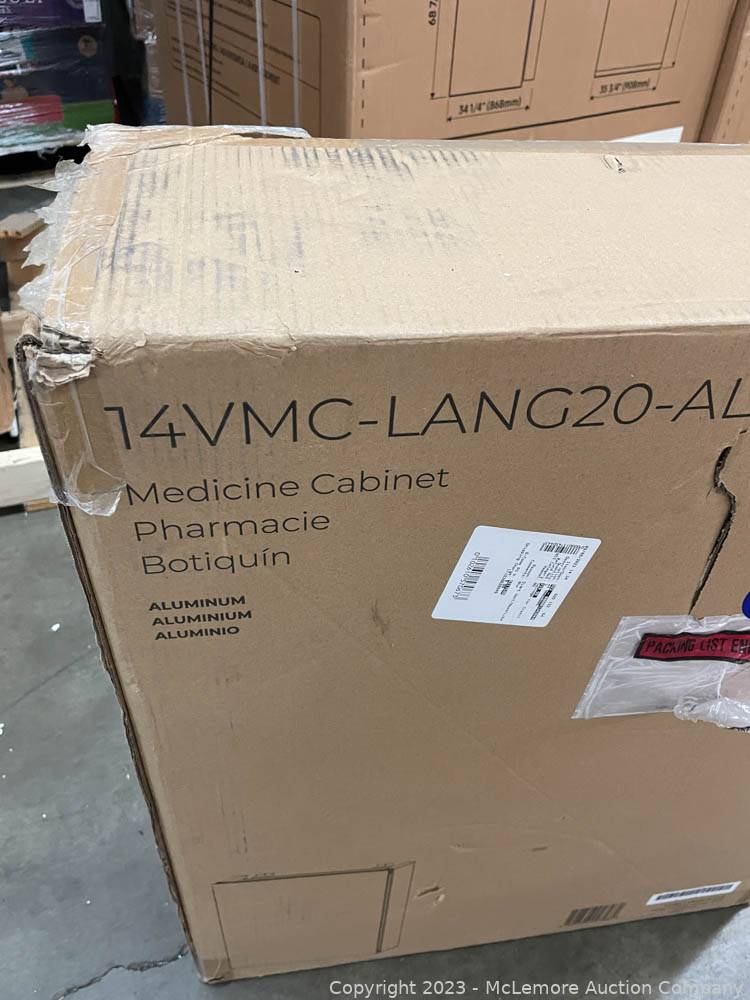 34 1/4" (868mm)
35 3/4" (908mm)
14VMC-LANG20-AL
Medicine Cabinet
Pharmacie
Botiquín
ALUMINUM
ALUMINIUM
ALUMINIO
PACKING LIST EN
Copyright 2023 - McLemore Auction Company